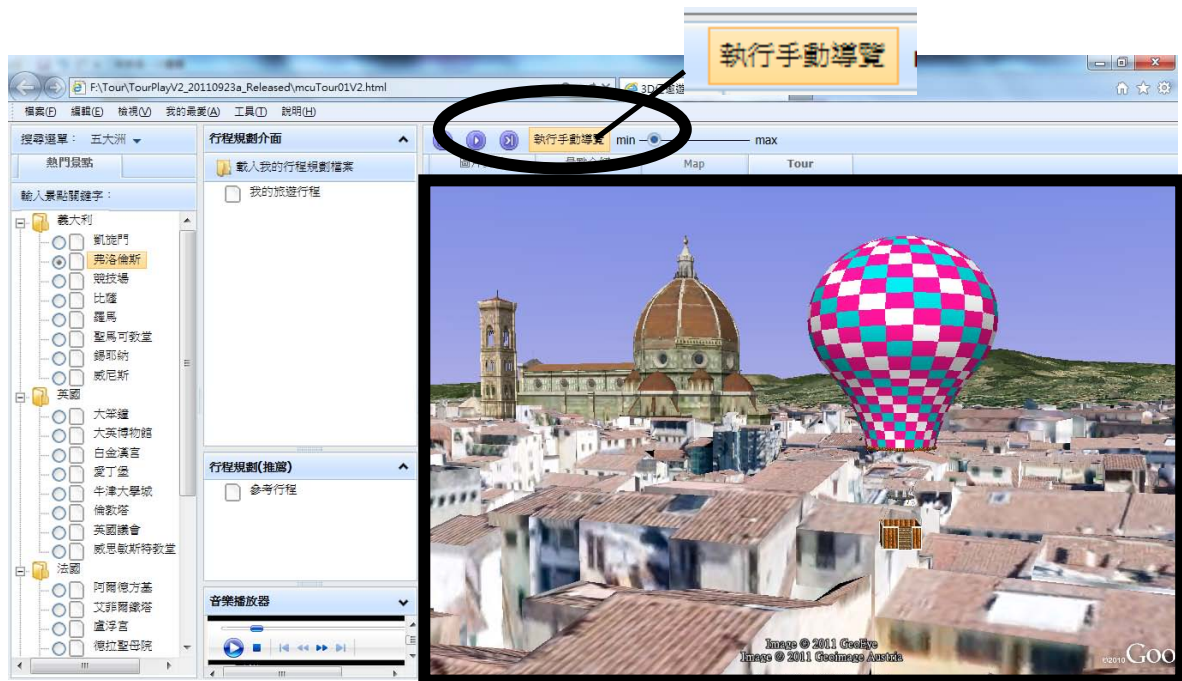 執行手動導覽
F:\Tour\TourPlayV2_20110923a_Released\mcuTour01V2.html
檔案(F) 編輯(E) 檢視(V) 我的最愛(A) 工具(T) 說明(H)
搜尋選單： 五大洲
熱門景點
輸入景點關鍵字：
義大利
凱旋門
弗洛倫斯
競技場
比薩
羅馬
聖馬可教堂
錫耶納
威尼斯
英國
大笨鐘
大英博物館
白金漢宮
愛丁堡
牛津大學城
倫敦塔
英國議會
威思敏斯特教堂
法國
阿爾德方基
艾菲爾鐵塔
盧浮宮
德拉聖母院
行程規劃介面
載入我的行程規劃檔案
我的旅遊行程
行程規劃(推薦)
參考行程
音樂播放器
執行手動導覽 min max
Map Tour
Image © 2011 GeoEye
Image © 2011 Geoimage Austria
©2010 Goo